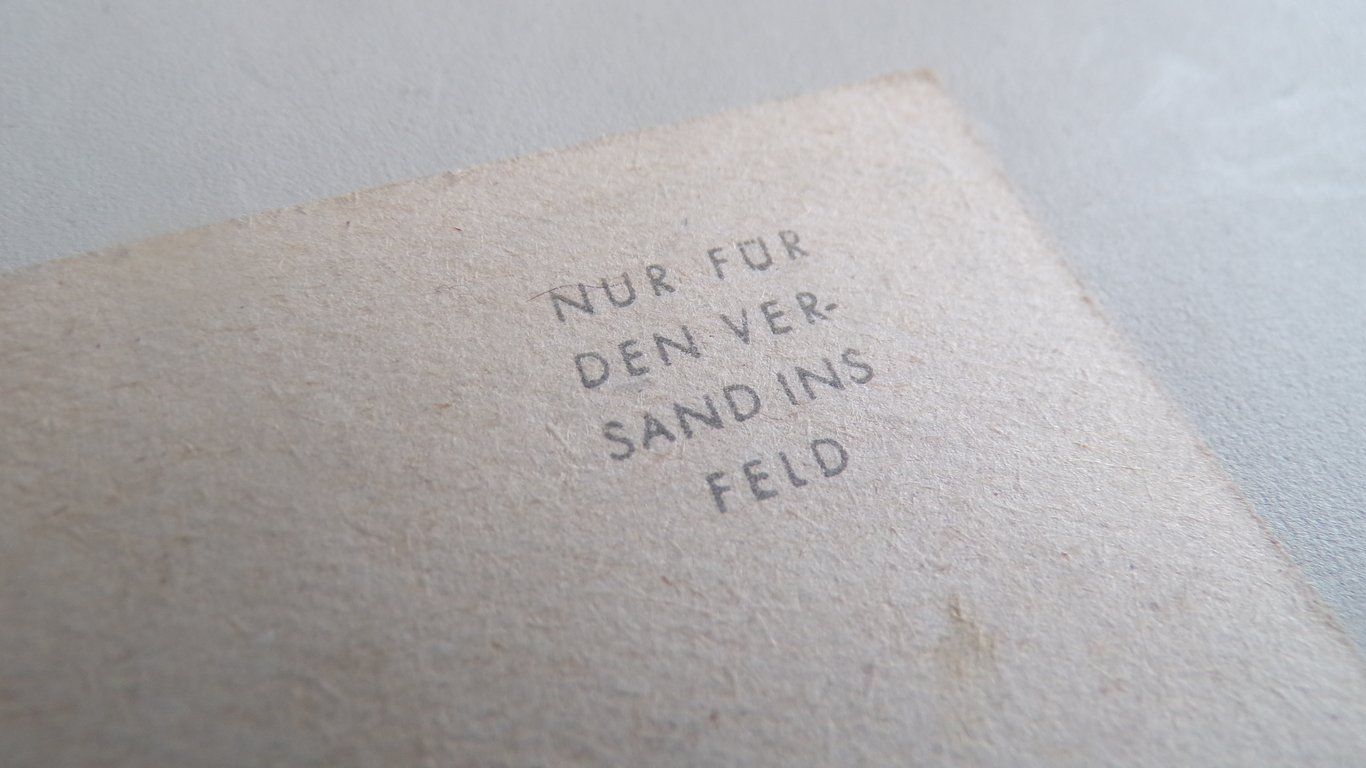 NUR FÜR
DEN VER-
SAND INS
FELD